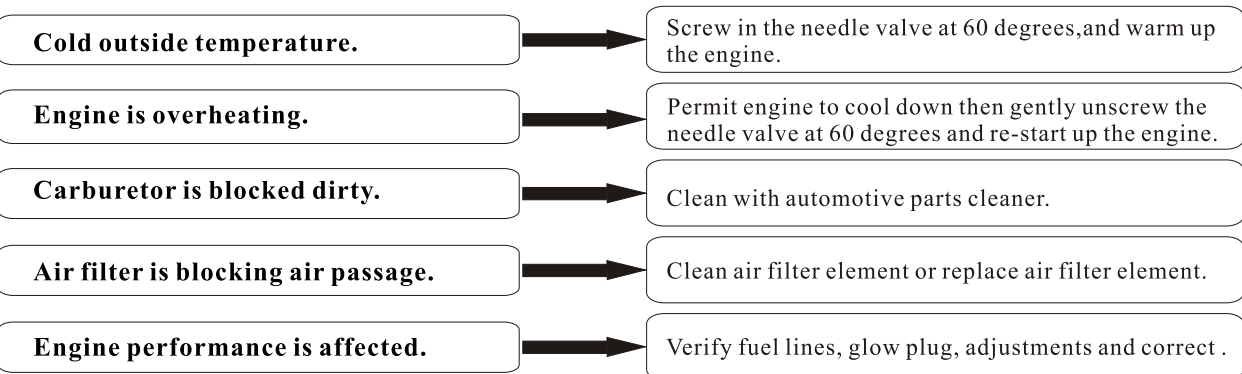 Cold outside temperature.
Screw in the needle valve at 60 degrees,and warm up
the engine.
Engine is overheating.
Permit engine to cool down then gently unscrew the
needle valve at 60 degrees and re-start up the engine.
Carburetor is blocked dirty.
Clean with automotive parts cleaner.
Air filter is blocking air passage.
Clean air filter element or replace air filter element.
Engine performance is affected.
Verify fuel lines, glow plug, adjustments and correct .